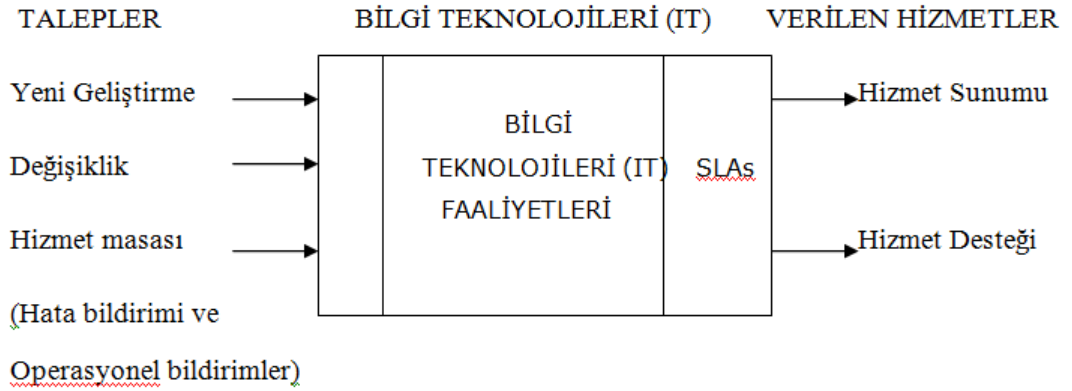 TALEPLER
BİLGİ TEKNOLOJİLERİ (IT)
VERİLEN HİZMETLER
Yeni Geliştirme
Değişiklik
Hizmet masası
(Hata bildirimi ve
Operasyonel bildirimler)
BİLGİ
TEKNOLOJİLERİ (IT)
FAALİYETLERİ
SLAs
Hizmet Sunumu
Hizmet Desteği